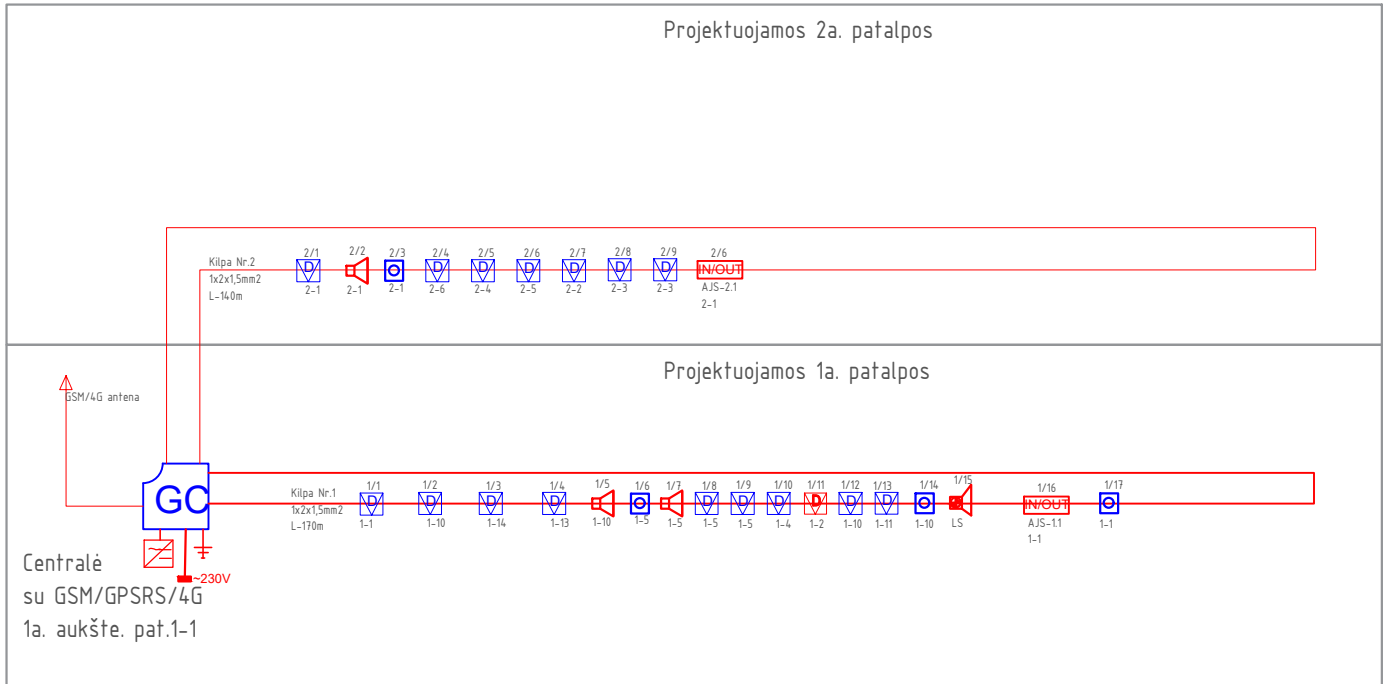 Projektuojamos 2a. patalpos
2/1 2/2 2/3 2/4 2/5 2/6 2/7 2/8 2/9 2/6
Kilpa Nr.2
1x2x1,5mm2
L-140m
D D D D D D D IN/OUT
2-1 2-1 2-1 2-6 2-4 2-5 2-2 2-3 2-3 AJS-2.1
2-1
Projektuojamos 1a. patalpos
GSM/4G antena
GC
1/1 1/2 1/3 1/4 1/5 1/6 1/7 1/8 1/9 1/10 1/11 1/12 1/13 1/14 1/15 1/16 1/17
Kilpa Nr.1
1x2x1,5mm2
L-170m
D D D D D D D D D D IN/OUT
1-1 1-10 1-14 1-13 1-10 1-5 1-5 1-5 1-5 1-4 1-2 1-10 1-11 1-10 LS AJS-1.1 1-1
1-1
~230V
Centralė
su GSM/GPSRS/4G
1a. aukšte. pat.1-1